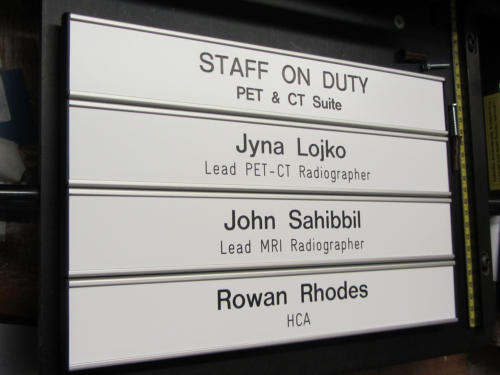 STAFF ON DUTY
PET & CT Suite
Jyna Lojko
Lead PET-CT Radiographer
John Sahibbil
Lead MRI Radiographer
Rowan Rhodes
HCA